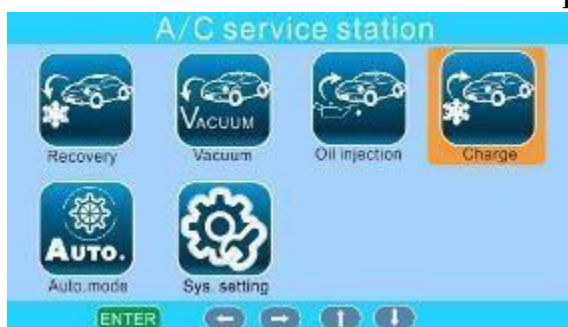 A/C service station
VACUUM
Recovery
Vacuum
Oil injection
Charge
AUTO.
Auto.mode
Sys. setting
ENTER